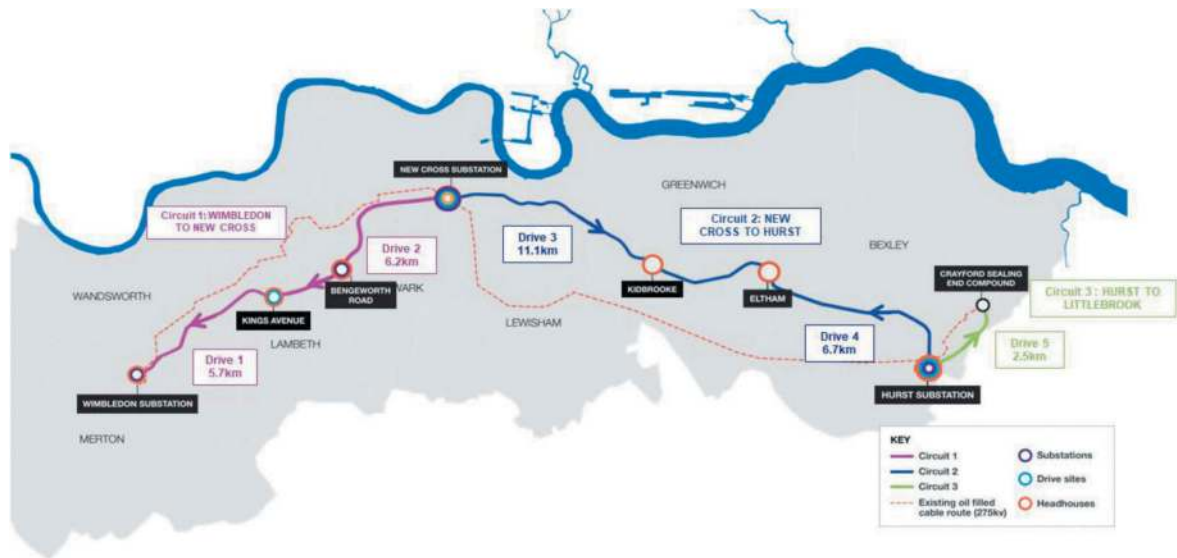 NEW CROSS SUBSTATION
GREENWICH
Circuit 1: WIMBLEDON
TO NEW CROSS
Circuit 2: NEW
CROSS TO HURST
Drive 3
11.1km
Drive 2
6.2km
BEXLEY
CRAYFORD SEALING
END COMPOUND
KIDBROOKE
Circuit 3 : HURST TO
LITTLEBROOK
WANDSWORTH
BENGEWORTH
ROAD
WARK
ELTHAM
KINGS AVENUE
LEWISHAM
LAMBETH
Drive 1
5.7km
Drive 4
6.7km
Drive 5
2.5km
HURST SUBSTATION
WIMBLEDON SUBSTATION
MERTON
KEY
Circuit 1
Circuit 2
Circuit 3
Existing oil filled
cable route (275kv)
Substations
Drive sites
Headhouses